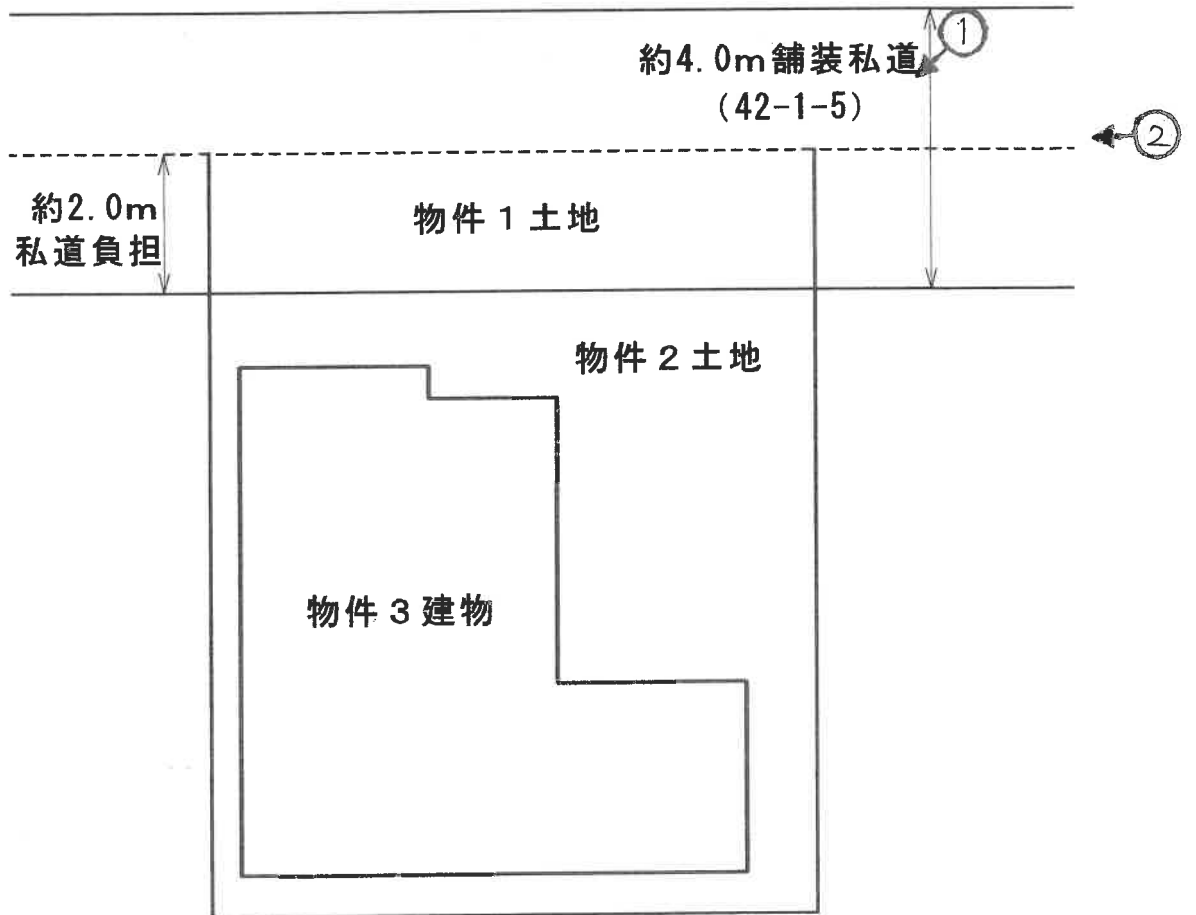 ①
約4.0m舗装私道
(42-1-5)
②
約2.0m
私道負担
物件1土地
物件2土地
物件3建物